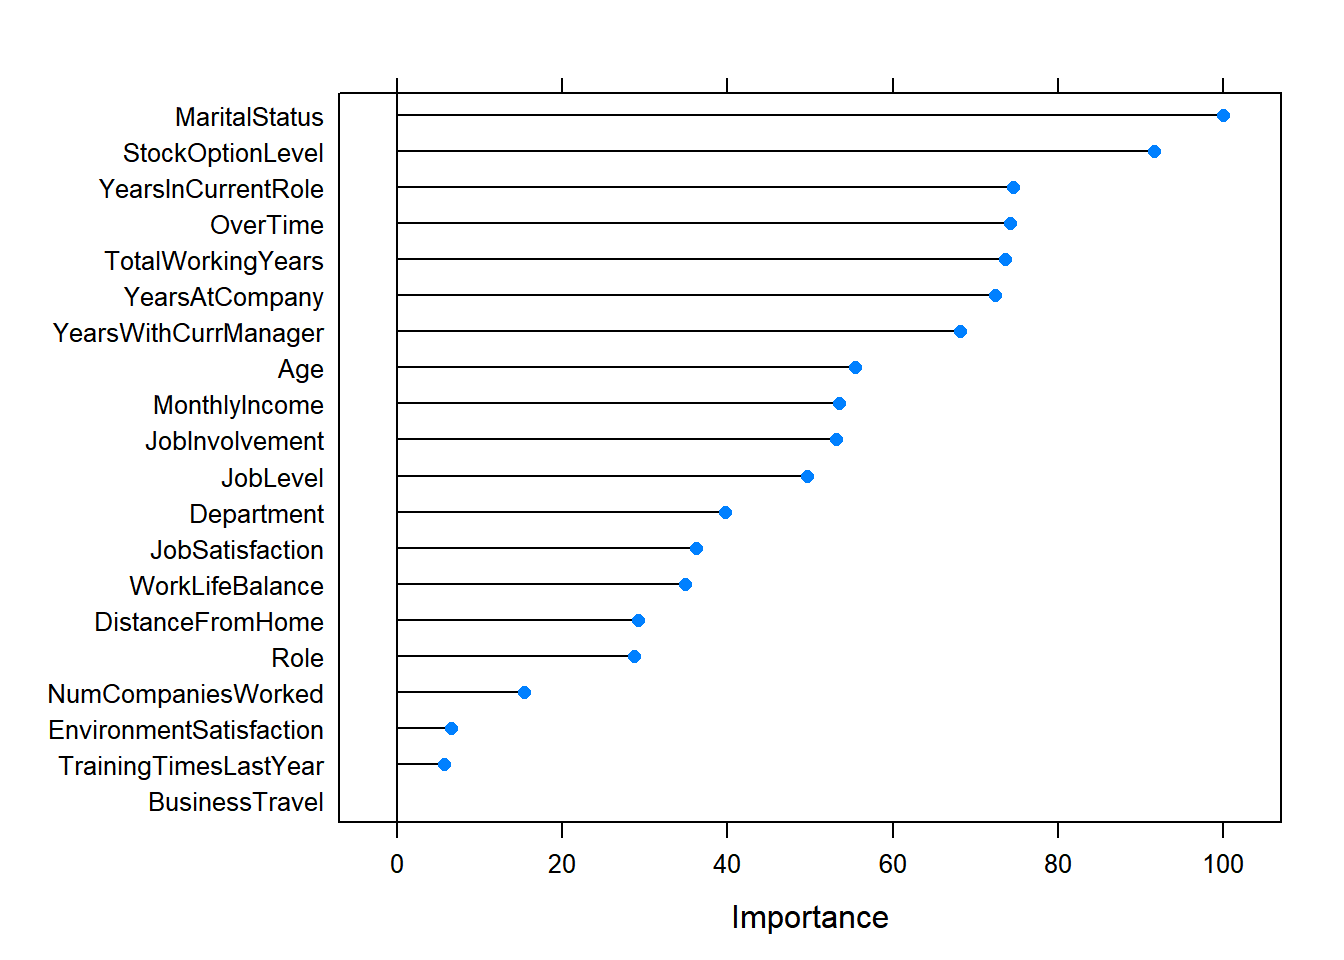 MaritalStatus
StockOptionLevel
YearsInCurrentRole
OverTime
TotalWorkingYears
YearsAtCompany
YearsWithCurrManager
Age
MonthlyIncome
JobInvolvement
JobLevel
Department
JobSatisfaction
WorkLifeBalance
DistanceFromHome
Role
NumCompaniesWorked
EnvironmentSatisfaction
TrainingTimesLastYear
BusinessTravel
0 20 40 60 80 100
Importance